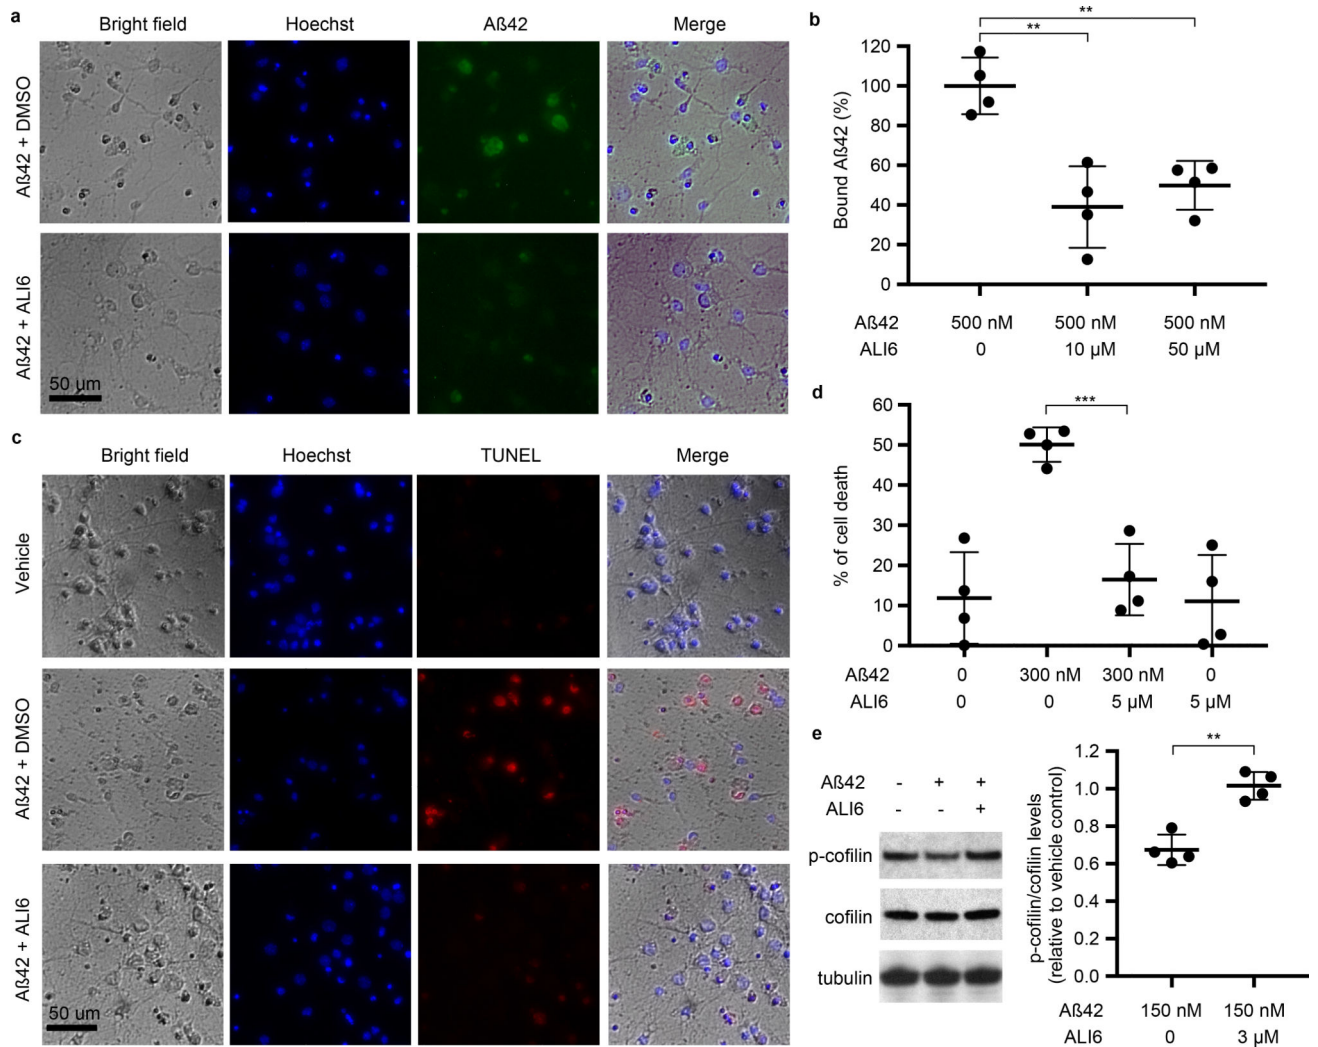 a
Bright field Hoechst Aß42 Merge
Aß42 + DMSO
Aß42 + ALI6
50 µm
b
** 
**
Bound Aß42 (%)
120
100
80
60
40
20
0
Aß42 500 nM 500 nM 500 nM
ALI6 0 10 µM 50 µM
c
Bright field Hoechst TUNEL Merge
Vehicle
Aß42 + DMSO
Aß42 + ALI6
50 µm
d
***
% of cell death
60
50
40
30
20
10
0
Aß42 0 300 nM 300 nM 0
ALI6 0 0 5 µM 5 µM
e
Aß42 - + +
ALI6 - - +
p-cofilin
cofilin
tubulin
**
p-cofilin/cofilin levels
(relative to vehicle control)
1.2
1.0
0.8
0.6
0.4
0.2
0.0
Aß42 150 nM 150 nM
ALI6 0 3 µM